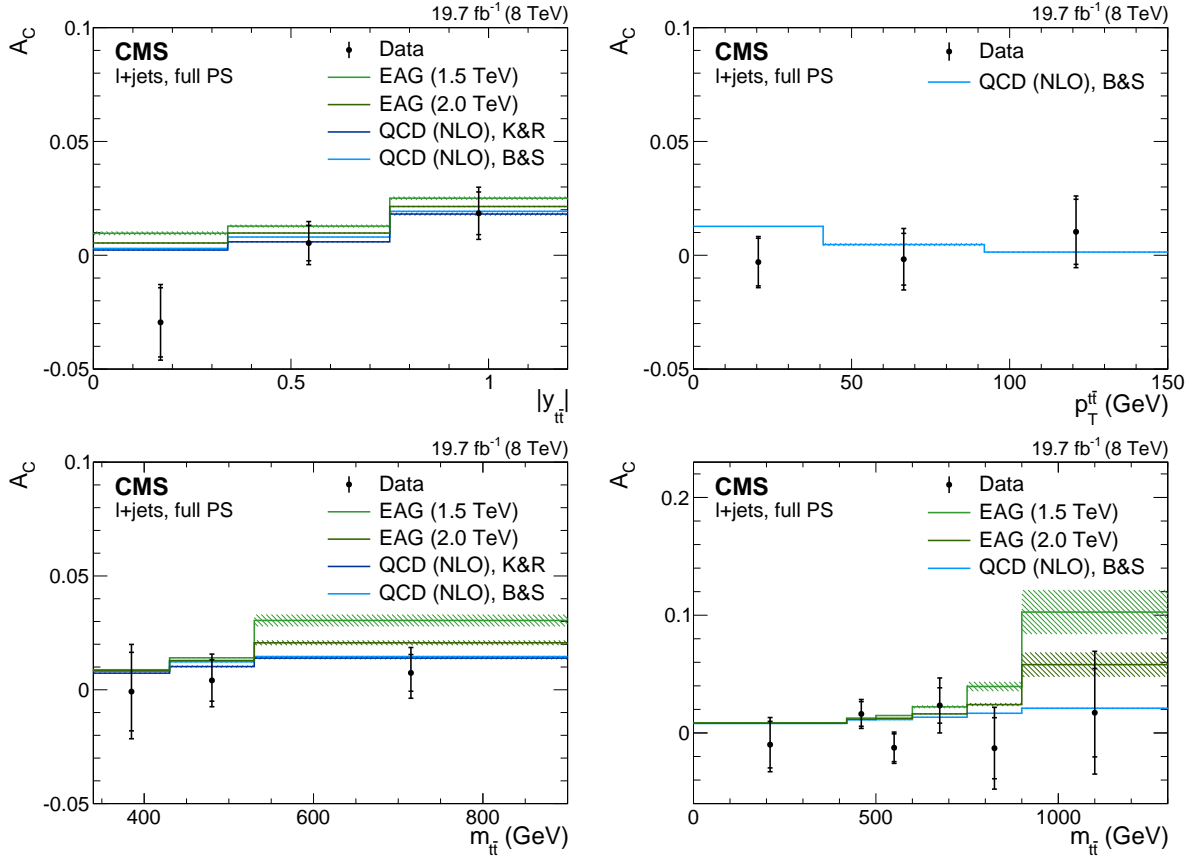 19.7 fb⁻¹ (8 TeV)
A_C
0.1
CMS
l+jets, full PS
Data
EAG (1.5 TeV)
EAG (2.0 TeV)
QCD (NLO), K&R
QCD (NLO), B&S
0.05
0
-0.05
0 0.5 1
|y_tt̄|
19.7 fb⁻¹ (8 TeV)
A_C
0.1
CMS
l+jets, full PS
Data
QCD (NLO), B&S
0.05
0
-0.05
0 50 100 150
p_T^tt̄ (GeV)
19.7 fb⁻¹ (8 TeV)
A_C
0.1
CMS
l+jets, full PS
Data
EAG (1.5 TeV)
EAG (2.0 TeV)
QCD (NLO), K&R
QCD (NLO), B&S
0.05
0
-0.05
400 600 800
m_tt̄ (GeV)
19.7 fb⁻¹ (8 TeV)
A_C
CMS
l+jets, full PS
Data
EAG (1.5 TeV)
EAG (2.0 TeV)
QCD (NLO), B&S
0.2
0.1
0
0 500 1000
m_tt̄ (GeV)